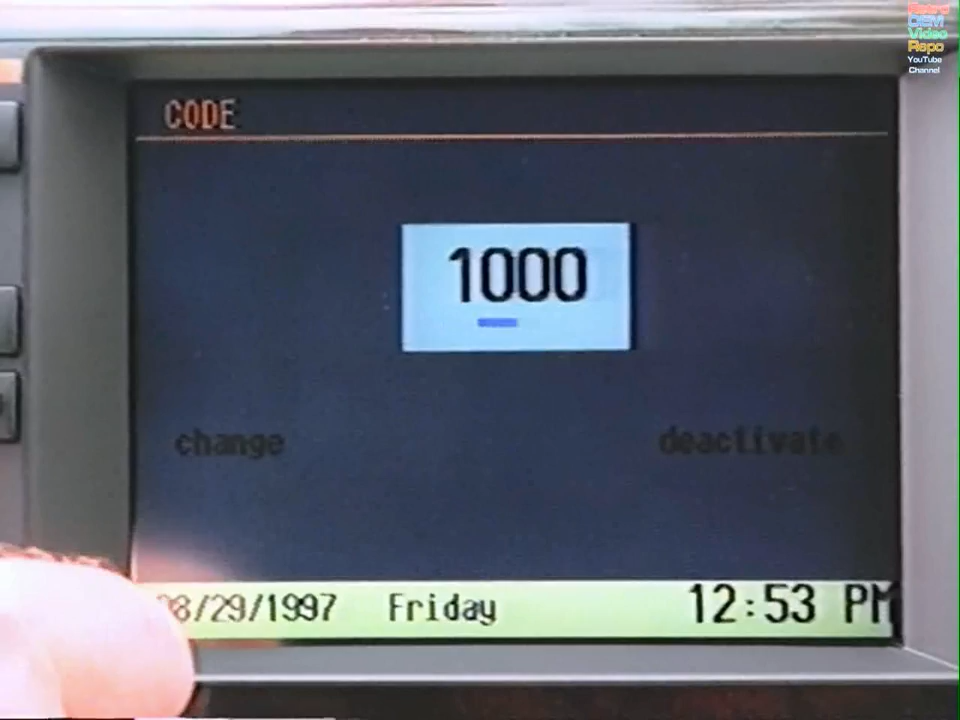 Retro
OEM
Video
Repo
YouTube
Channel
CODE
1000
change deactivate
08/29/1997 Friday 12:53 PM